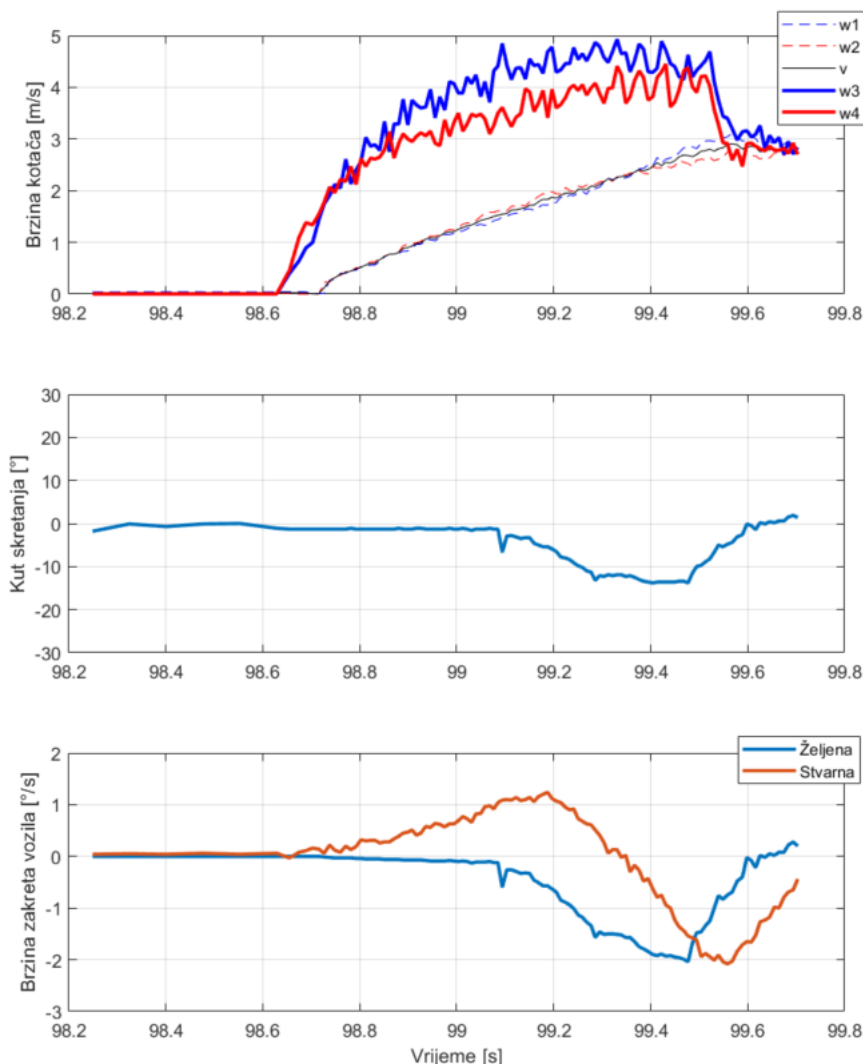 w1
w2
v
w3
w4
Brzina kotača [m/s]
5
4
3
2
1
0
98.2 98.4 98.6 98.8 99 99.2 99.4 99.6 99.8
Kut skretanja [°]
30
20
10
0
-10
-20
-30
98.2 98.4 98.6 98.8 99 99.2 99.4 99.6 99.8
Željena
Stvarna
Brzina zakreta vozila [°/s]
2
1
0
-1
-2
-3
98.2 98.4 98.6 98.8 99 99.2 99.4 99.6 99.8
Vrijeme [s]